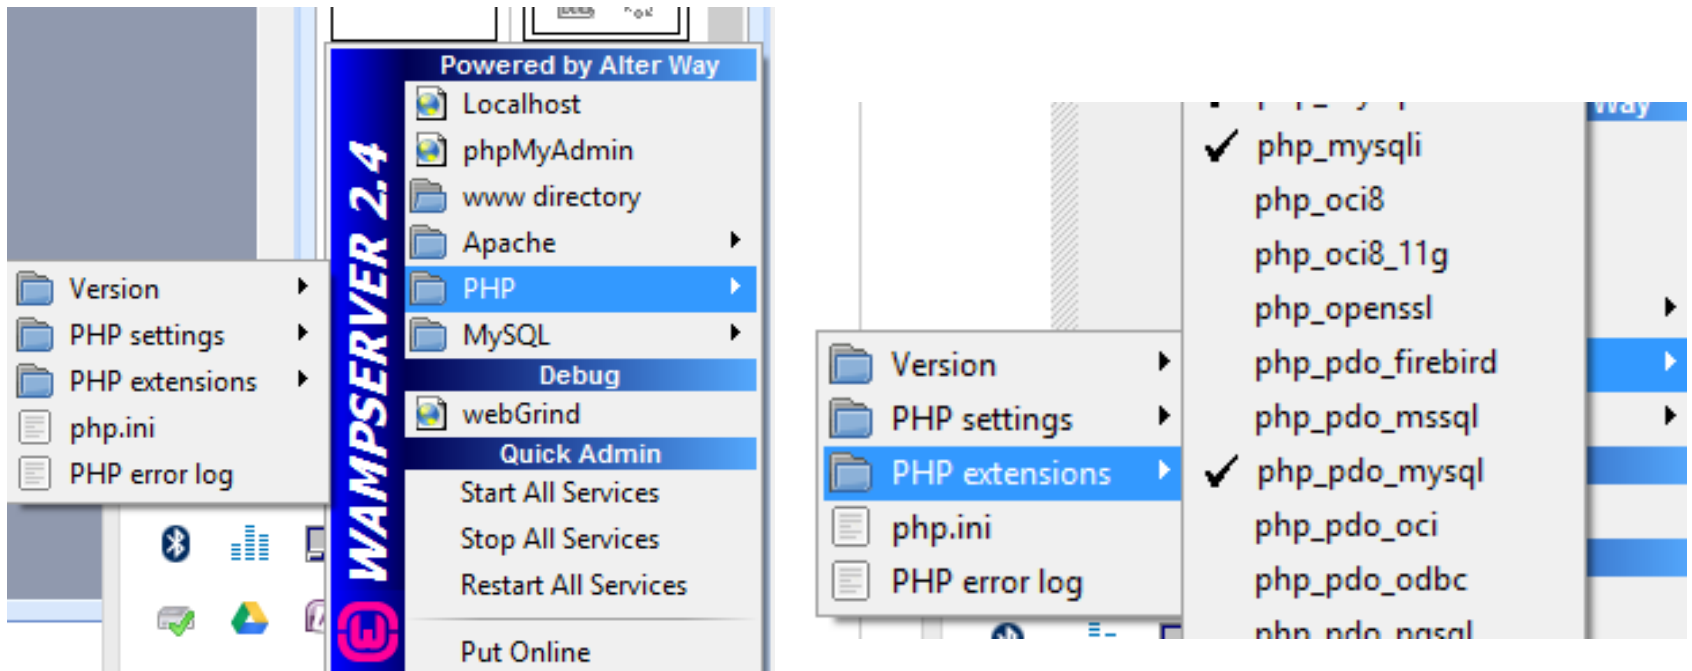 Powered by Alter Way
Localhost
phpMyAdmin
www directory
Apache
PHP
MySQL
Debug
webGrind
Quick Admin
Start All Services
Stop All Services
Restart All Services
Put Online
WAMPSERVER 2.4
Version
PHP settings
PHP extensions
php.ini
PHP error log
Way
php_mysqli
php_oci8
php_oci8_11g
php_openssl
php_pdo_firebird
php_pdo_mssql
php_pdo_mysql
php_pdo_oci
php_pdo_odbc
php_pdo_pgsql
Version
PHP settings
PHP extensions
php.ini
PHP error log